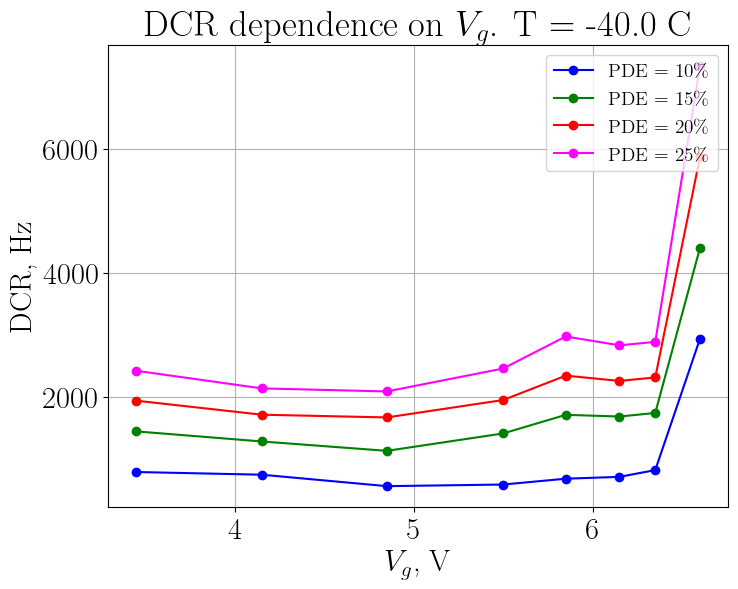 DCR dependence on V_g. T = -40.0 C
PDE = 10%
PDE = 15%
PDE = 20%
PDE = 25%
6000
4000
2000
DCR, Hz
4 5 6
V_g, V